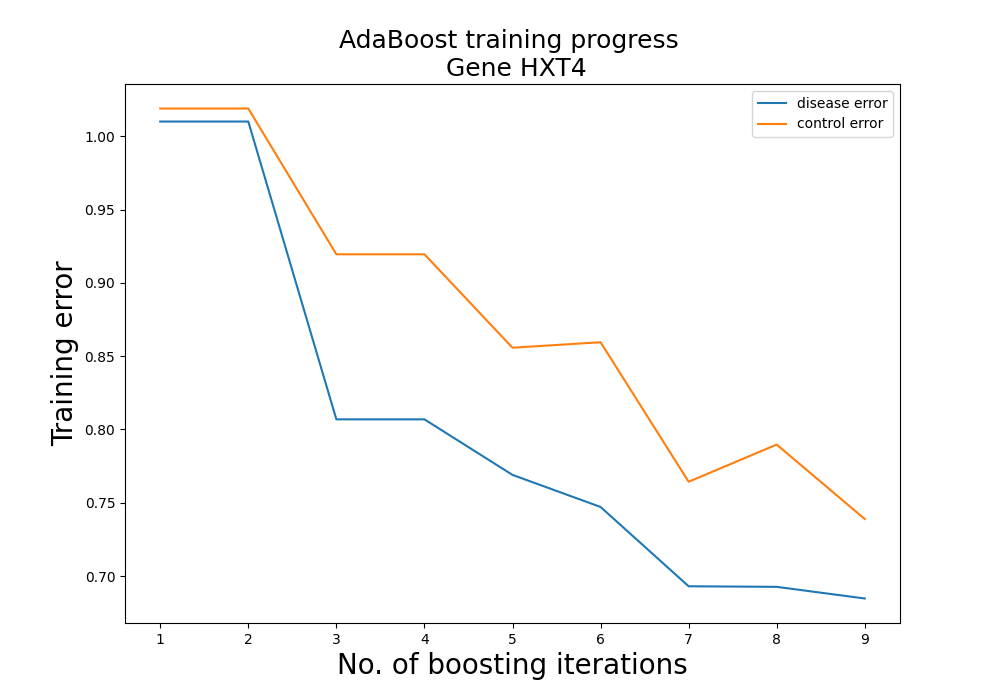 AdaBoost training progress
Gene HXT4
disease error
control error
1.00
0.95
0.90
0.85
0.80
0.75
0.70
Training error
1 2 3 4 5 6 7 8 9
No. of boosting iterations